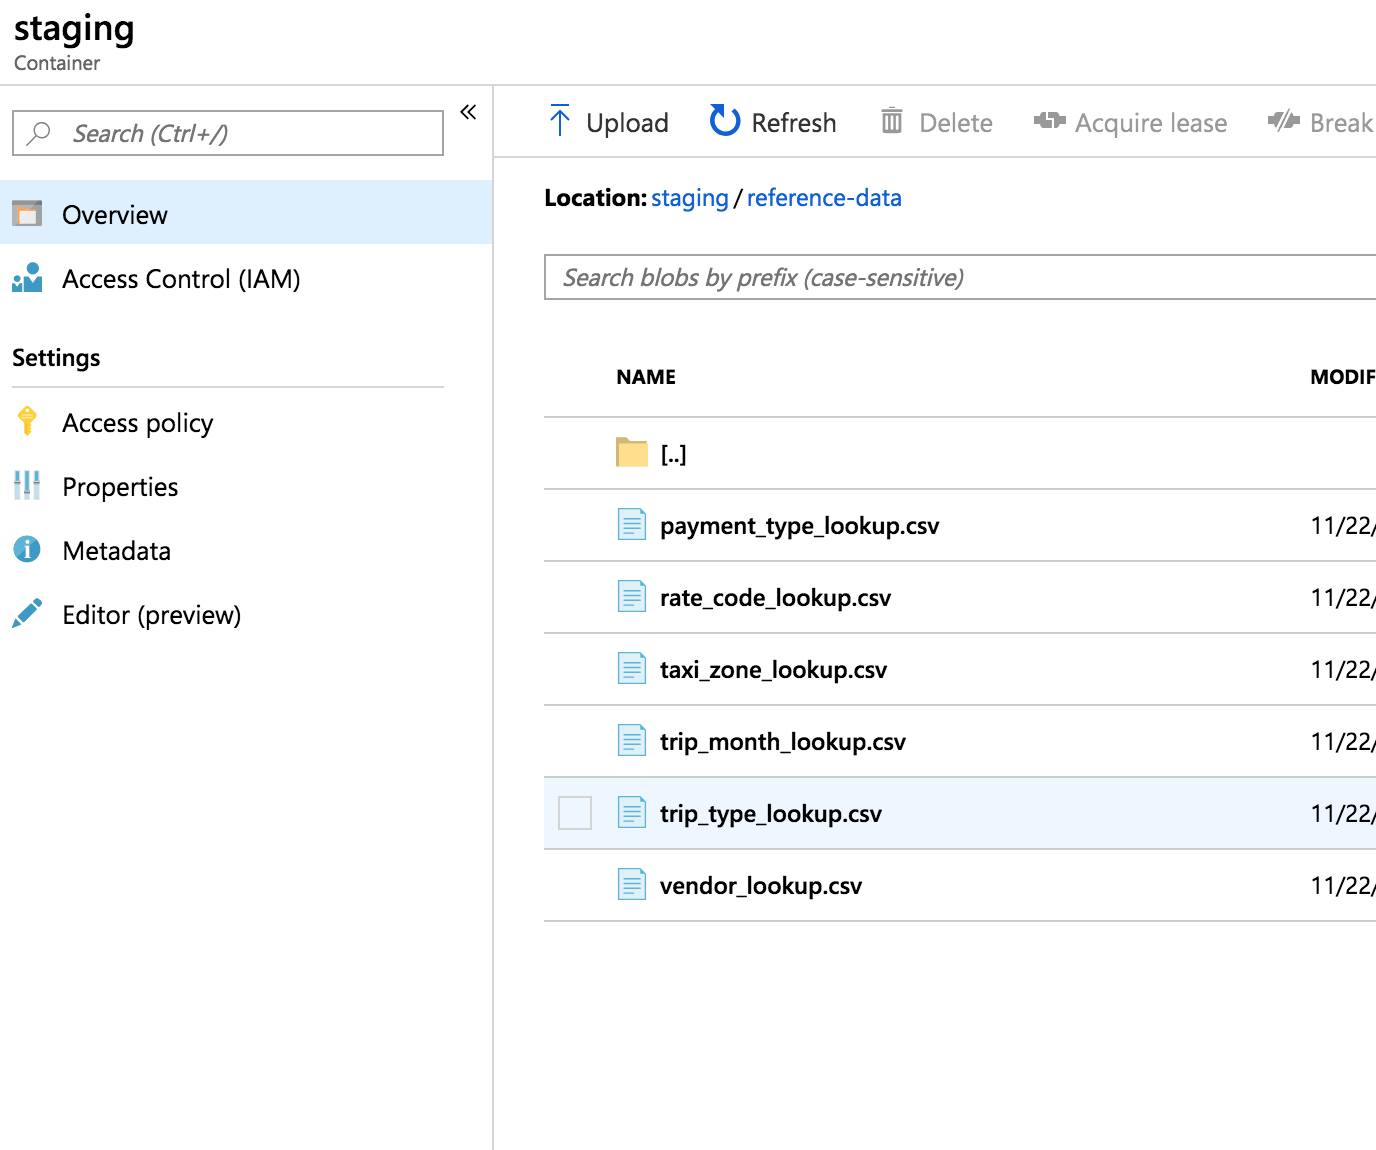 staging
Container
Search (Ctrl+/)
«
Overview
Access Control (IAM)
Settings
Access policy
Properties
Metadata
Editor (preview)
Upload Refresh Delete Acquire lease Break
Location: staging / reference-data
Search blobs by prefix (case-sensitive)
NAME MODIF
[..]
payment_type_lookup.csv 11/22/
rate_code_lookup.csv 11/22/
taxi_zone_lookup.csv 11/22/
trip_month_lookup.csv 11/22/
trip_type_lookup.csv 11/22/
vendor_lookup.csv 11/22/